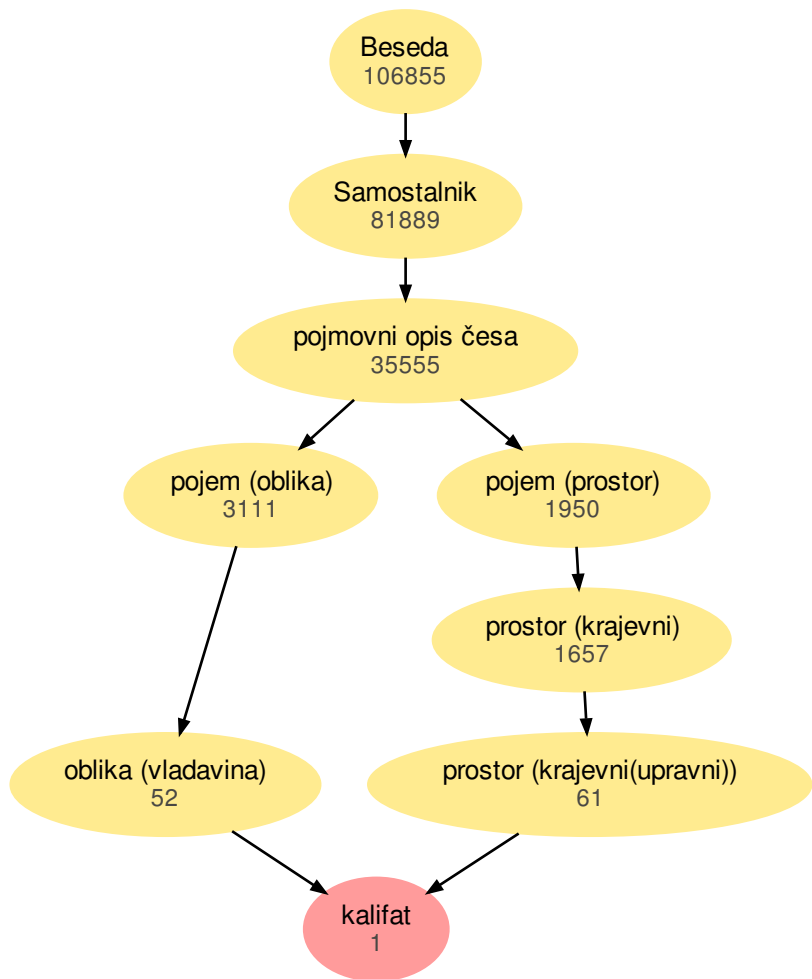 Beseda
106855
Samostalnik
81889
pojmovni opis česa
35555
pojem (oblika)
3111
pojem (prostor)
1950
prostor (krajevni)
1657
oblika (vladavina)
52
prostor (krajevni(upravni))
61
kalifat
1